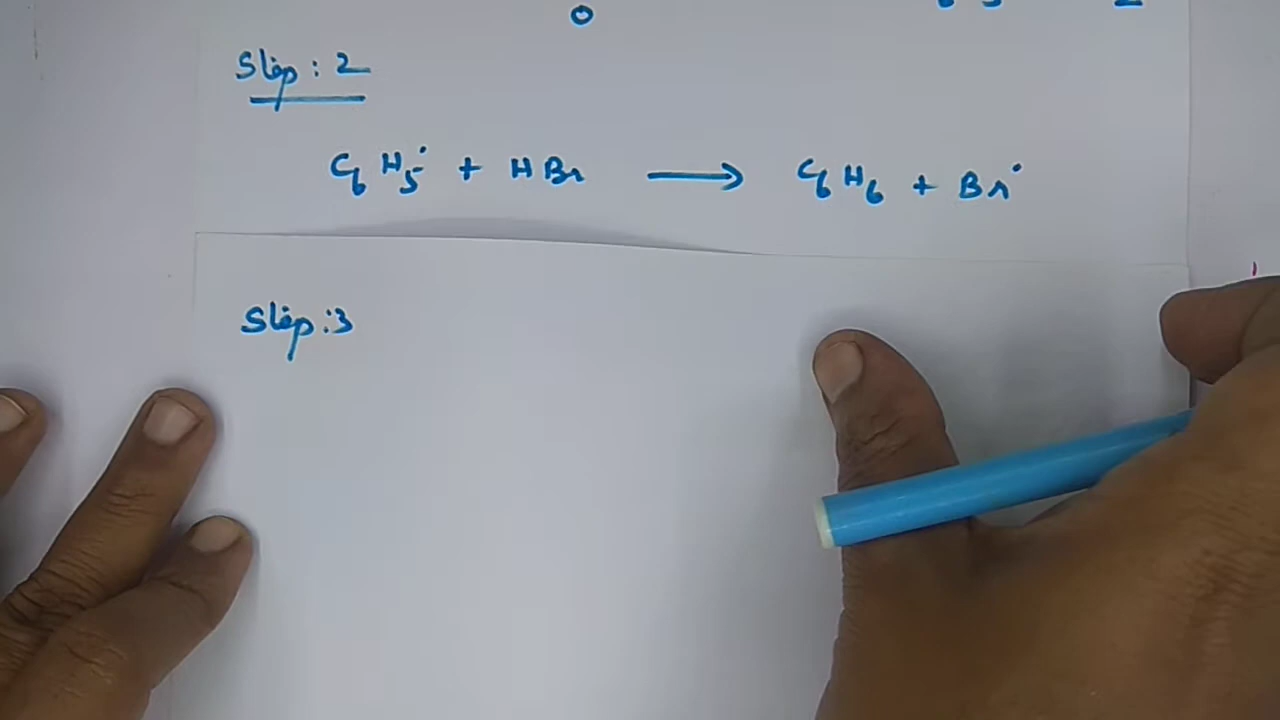 Step : 2
C₆H₅˙ + HBr ⟶ C₆H₆ + Br˙
Step :3